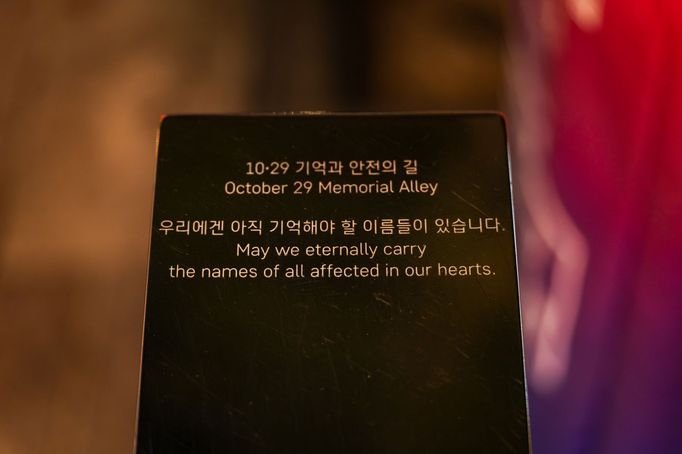 10·29 기억과 안전의 길
October 29 Memorial Alley
우리에겐 아직 기억해야 할 이름들이 있습니다.
May we eternally carry
the names of all affected in our hearts.